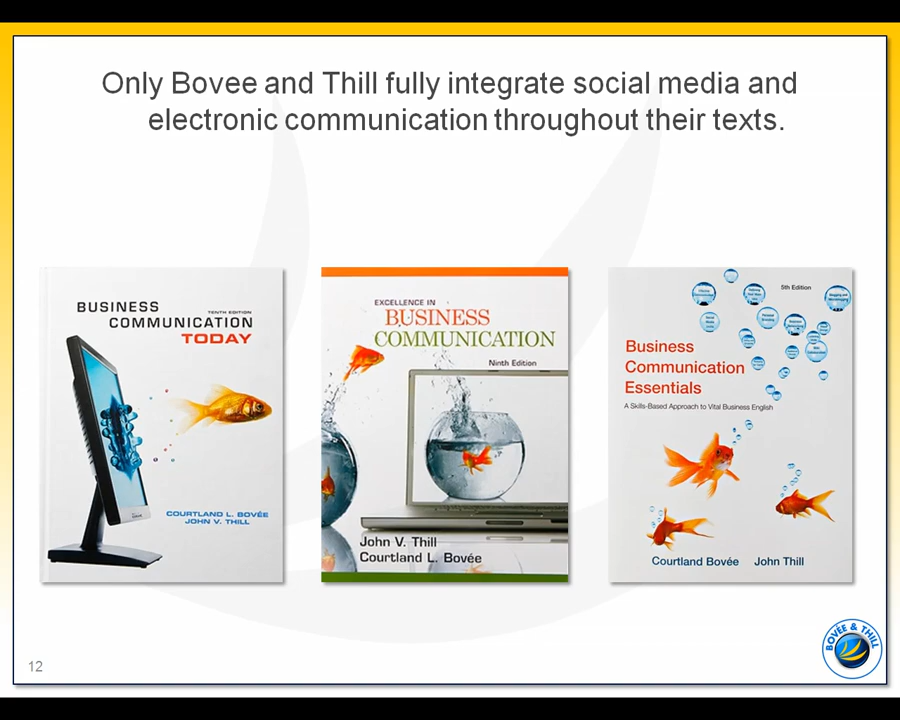 Only Bovee and Thill fully integrate social media and
electronic communication throughout their texts.
BUSINESS
TENTH EDITION
COMMUNICATION
TODAY
COURTLAND L. BOVÉE
JOHN V. THILL
EXCELLENCE IN
BUSINESS
COMMUNICATION
Ninth Edition
John V. Thill
Courtland L. Bovée
5th Edition
Business
Communication
Essentials
A Skills-Based Approach to Vital Business English
Courtland Bovée John Thill
12
BOVÉE & THILL